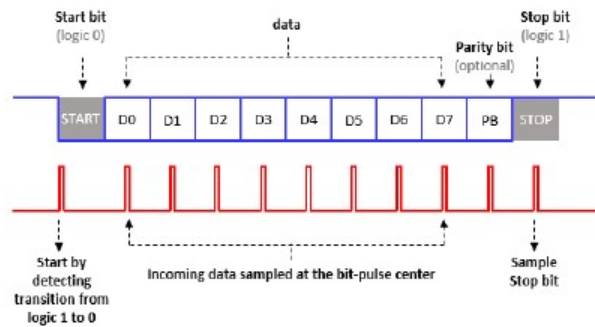 Start bit
(logic 0)
data
Parity bit
(optional)
Stop bit
(logic 1)
START D0 D1 D2 D3 D4 D5 D6 D7 PB STOP
Start by
detecting
transition from
logic 1 to 0
Incoming data sampled at the bit-pulse center
Sample
Stop bit